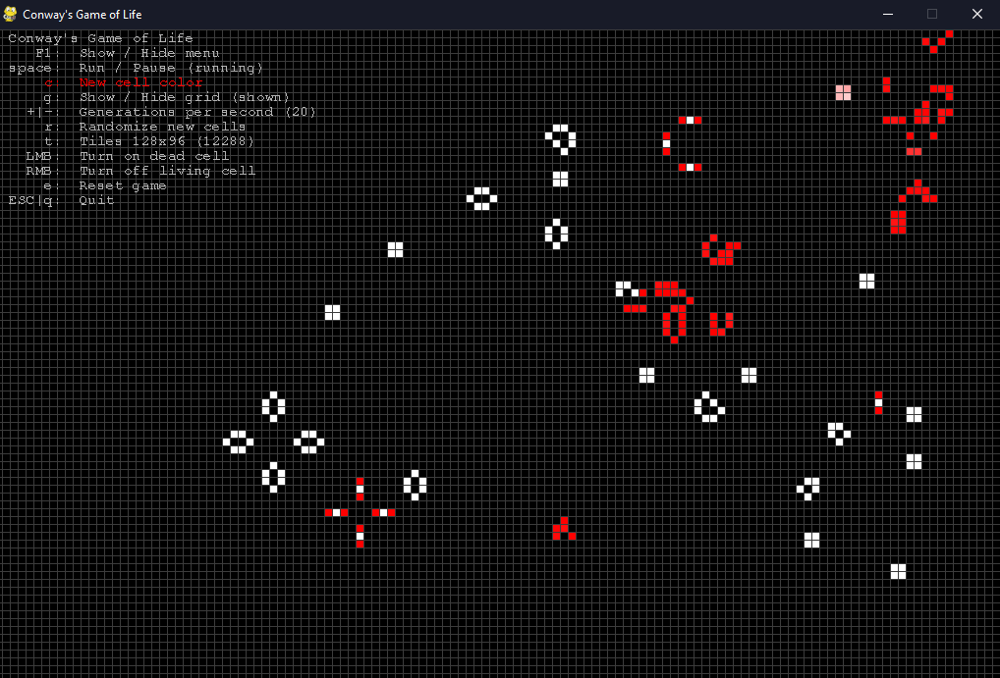 Conway's Game of Life
Conway's Game of Life
F1: Show / Hide menu
space: Run / Pause (running)
c: New cell color
g: Show / Hide grid (shown)
+|-: Generations per second (20)
r: Randomize new cells
t: Tiles 128x96 (12288)
LMB: Turn on dead cell
RMB: Turn off living cell
e: Reset game
ESC|q: Quit